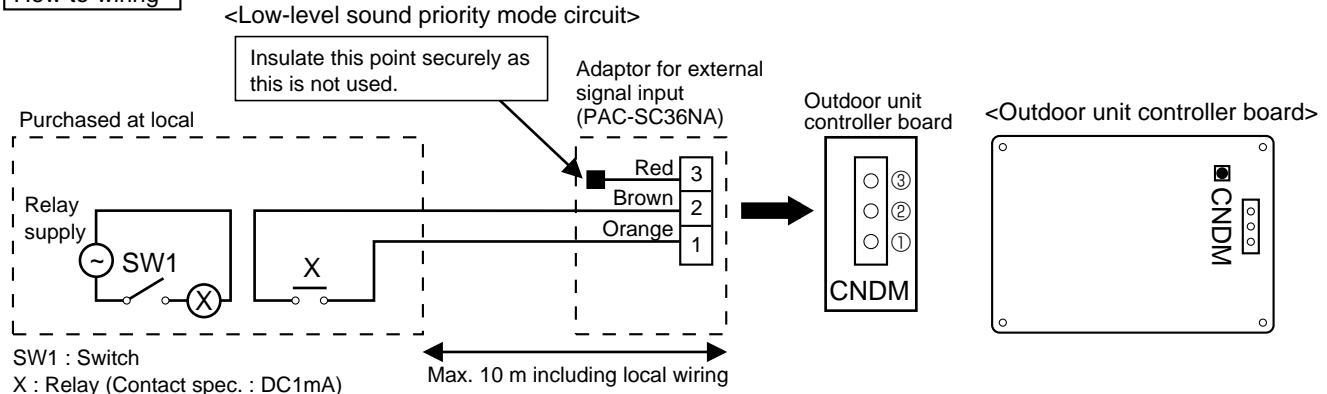 How to wiring
<Low-level sound priority mode circuit>
Insulate this point securely as
this is not used.
Adaptor for external
signal input
(PAC-SC36NA)
Purchased at local
Relay
supply
~
SW1
X
X
Red
3
Brown
2
Orange
1
Outdoor unit
controller board
③
②
①
CNDM
<Outdoor unit controller board>
CNDM
SW1 : Switch
X : Relay (Contact spec. : DC1mA)
Max. 10 m including local wiring